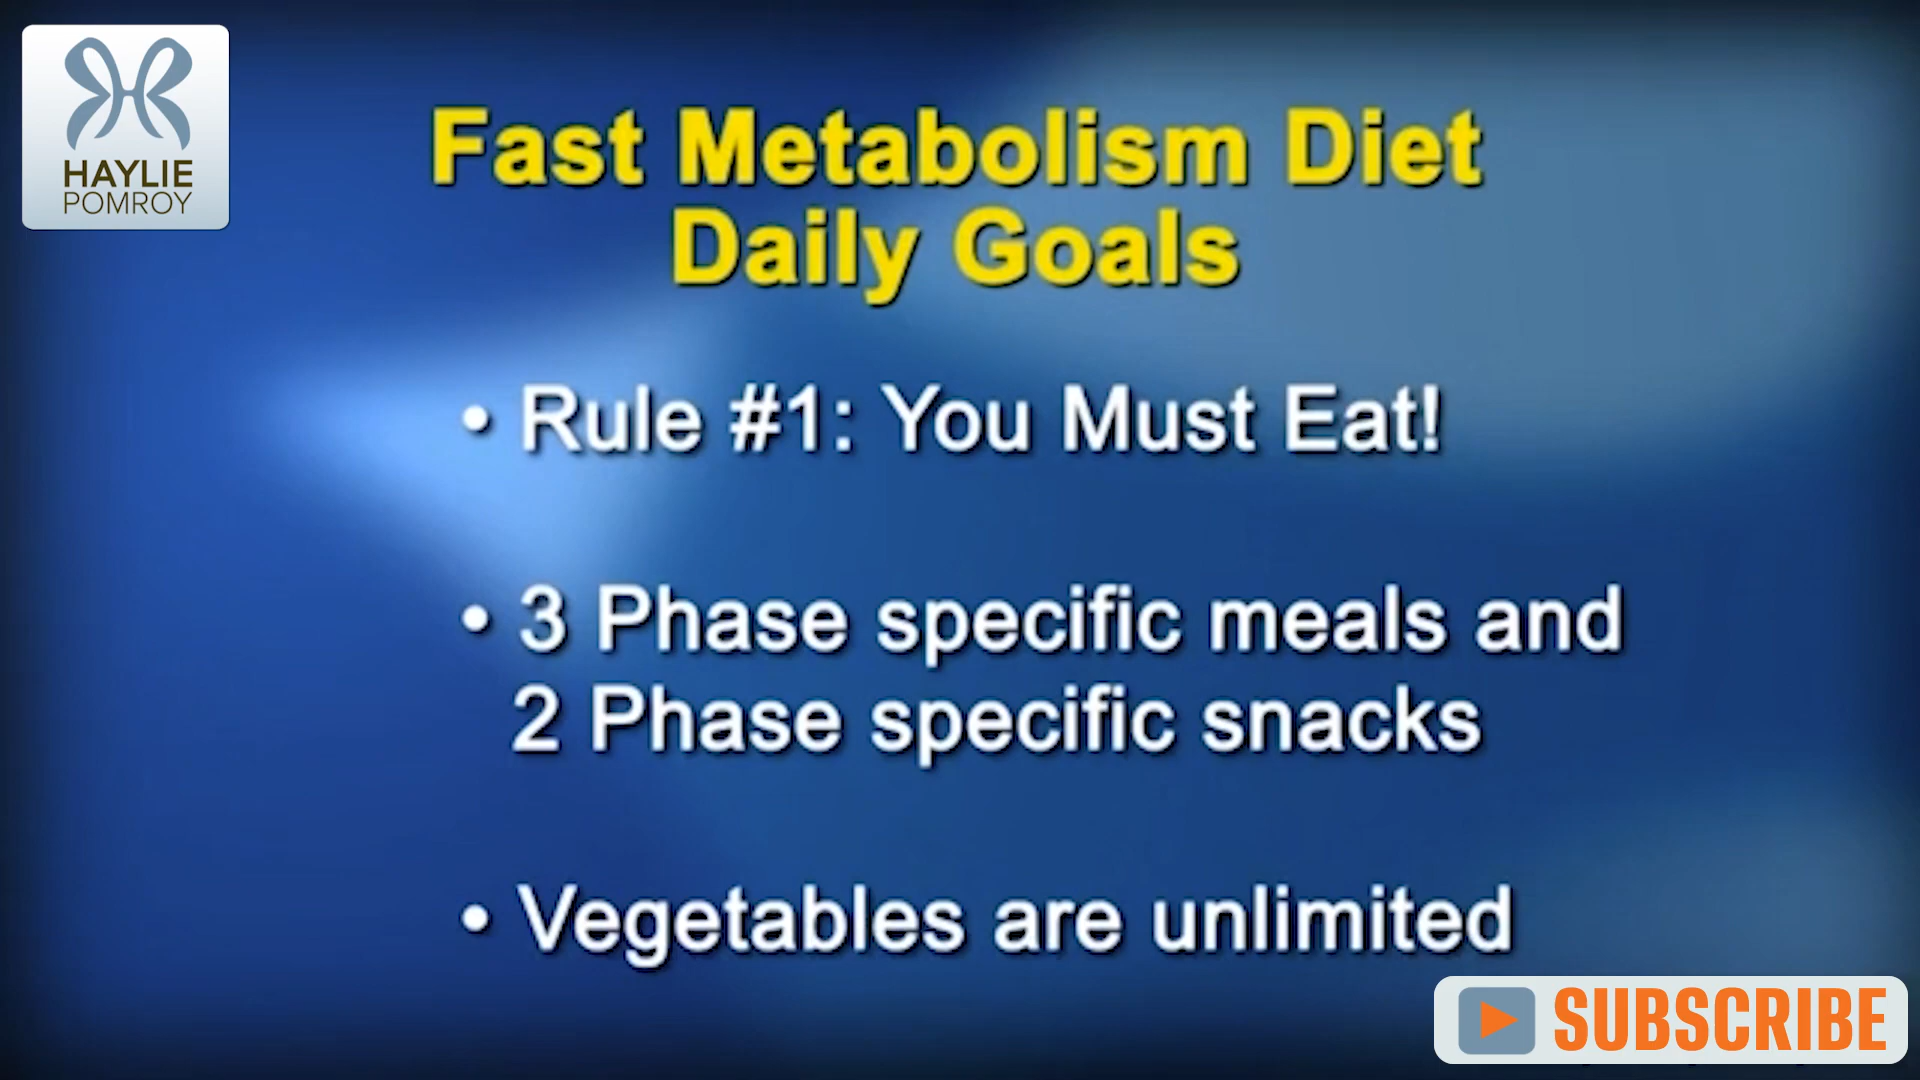 HAYLIE
POMROY
Fast Metabolism Diet
Daily Goals
• Rule #1: You Must Eat!
• 3 Phase specific meals and
2 Phase specific snacks
• Vegetables are unlimited
SUBSCRIBE